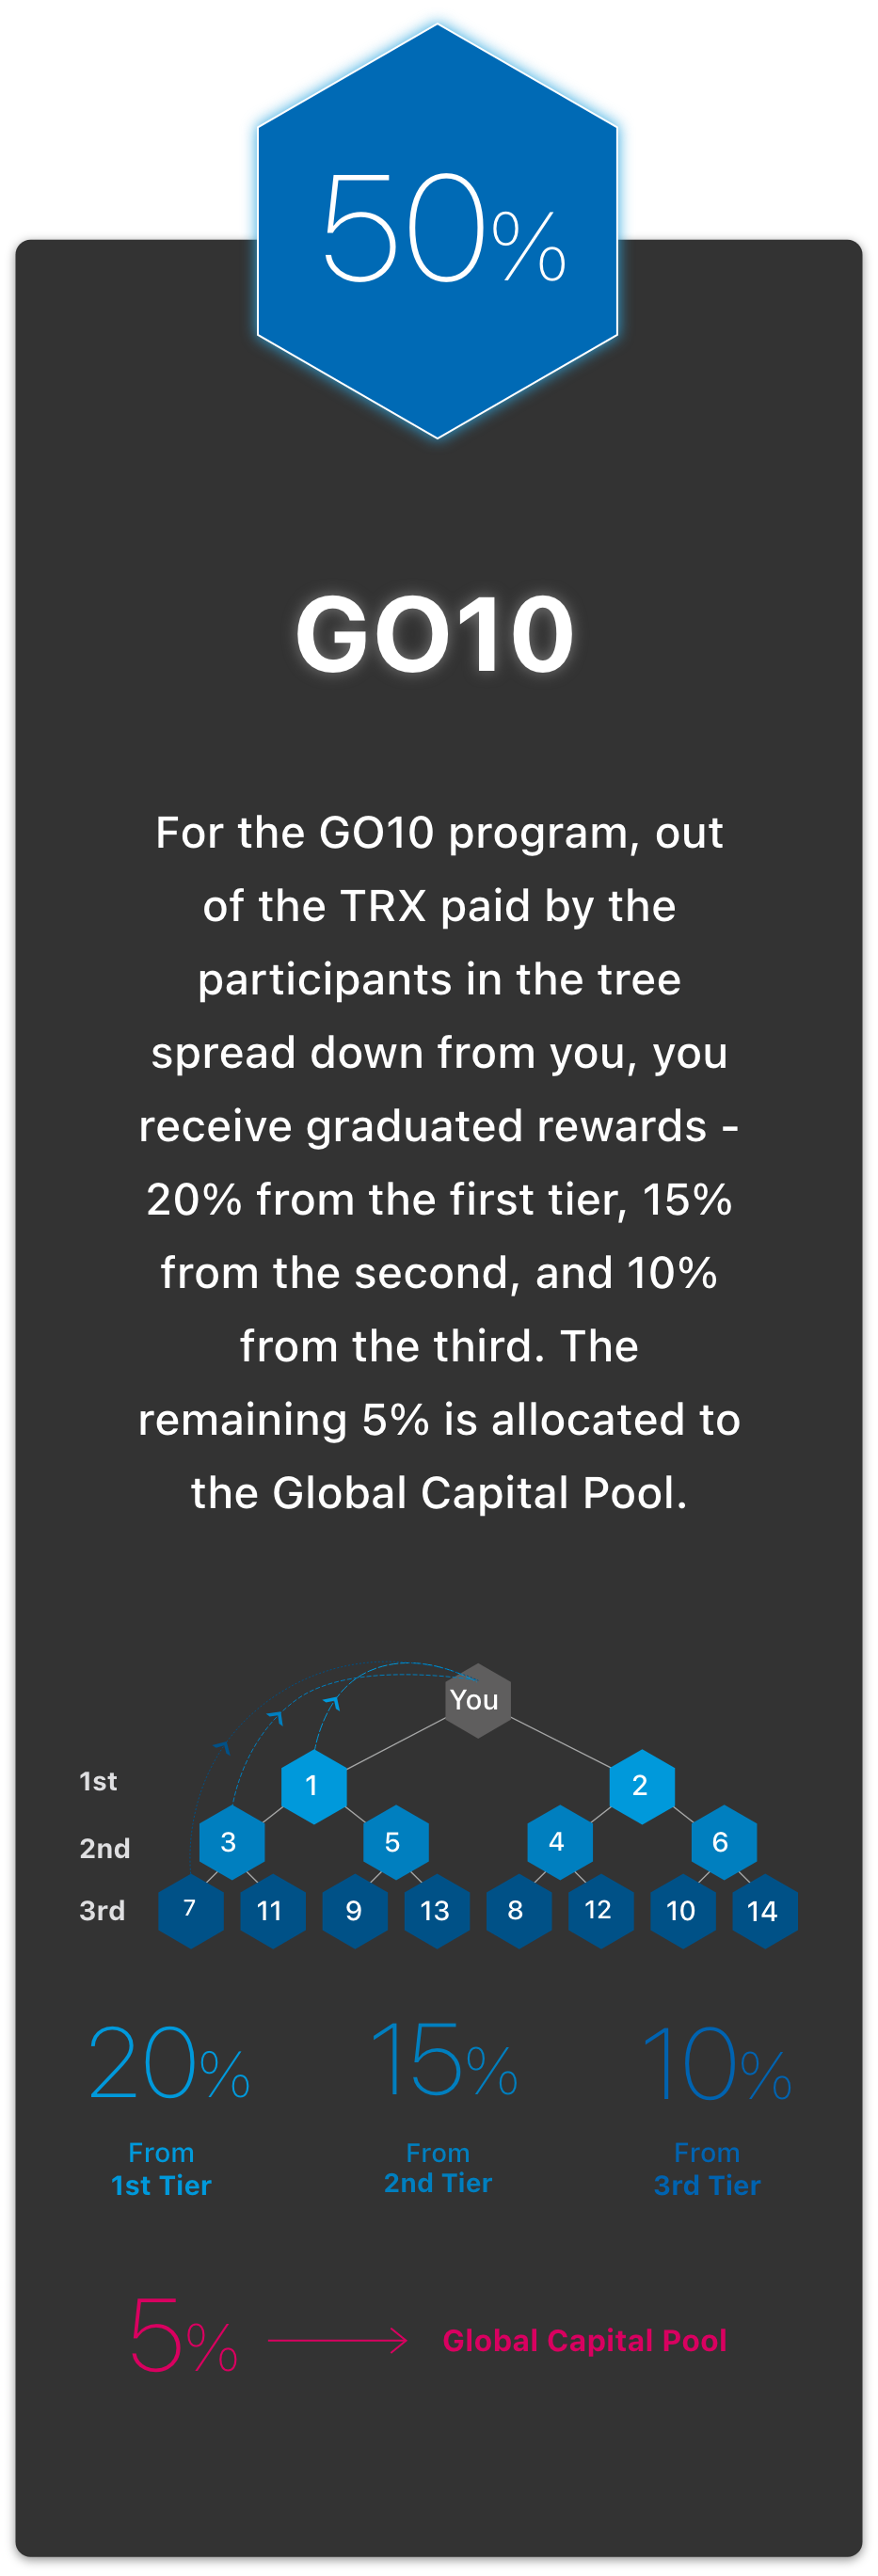 50%
GO10
For the GO10 program, out
of the TRX paid by the
participants in the tree
spread down from you, you
receive graduated rewards -
20% from the first tier, 15%
from the second, and 10%
from the third. The
remaining 5% is allocated to
the Global Capital Pool.
You
1st 1 2
2nd 3 5 4 6
3rd 7 11 9 13 8 12 10 14
20% 15% 10%
From From From
1st Tier 2nd Tier 3rd Tier
5% Global Capital Pool